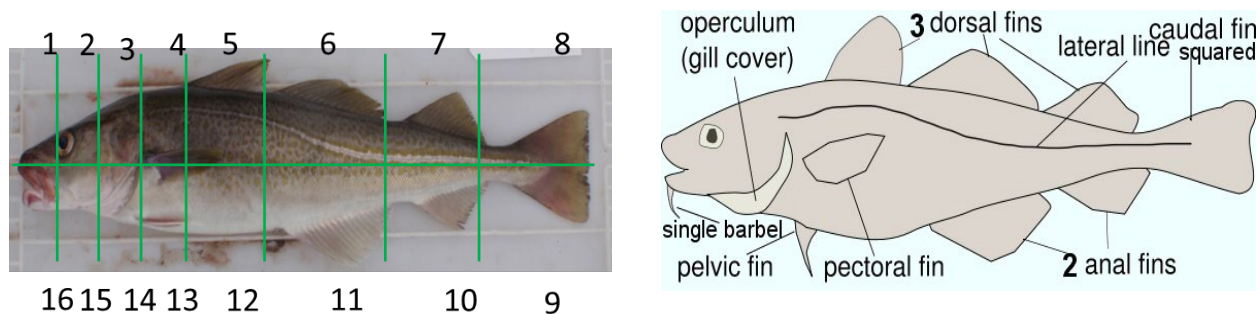 1 2 3 4 5 6 7 8
16 15 14 13 12 11 10 9
operculum
(gill cover)
3 dorsal fins
lateral line
caudal fin
squared
single barbel
pelvic fin
pectoral fin
2 anal fins